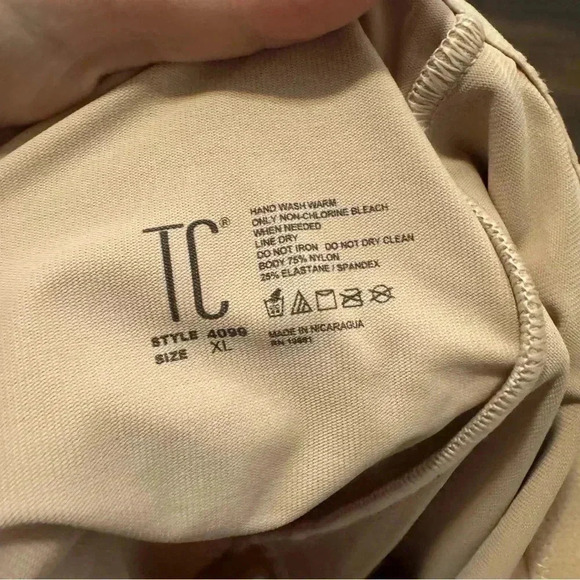 TC®
STYLE 4099
SIZE XL
HAND WASH WARM
ONLY NON-CHLORINE BLEACH
WHEN NEEDED
LINE DRY
DO NOT IRON DO NOT DRY CLEAN
BODY 75% NYLON
25% ELASTANE / SPANDEX
MADE IN NICARAGUA
RN